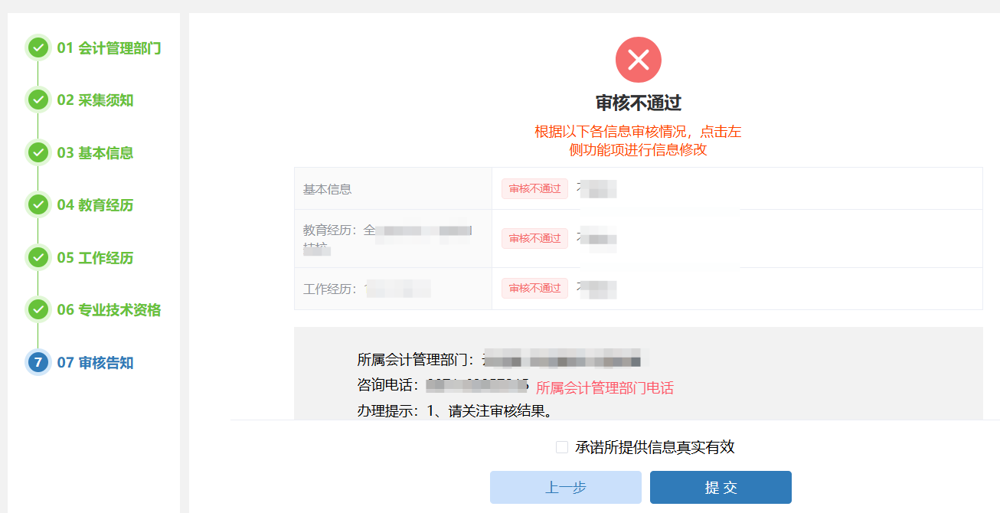 01 会计管理部门
02 采集须知
03 基本信息
04 教育经历
05 工作经历
06 专业技术资格
7 07 审核告知
审核不通过
根据以下各信息审核情况，点击左
侧功能项进行信息修改
基本信息 审核不通过
教育经历：全 审核不通过
工作经历： 审核不通过
所属会计管理部门：
咨询电话： 所属会计管理部门电话
办理提示：1、请关注审核结果。
承诺所提供信息真实有效
上一步 提 交